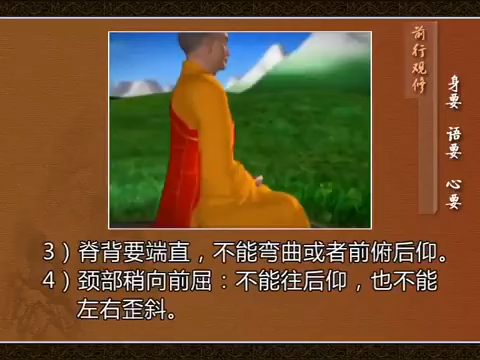 前行观修
身要 语要 心要
3）脊背要端直，不能弯曲或者前俯后仰。
4）颈部稍向前屈：不能往后仰，也不能
左右歪斜。